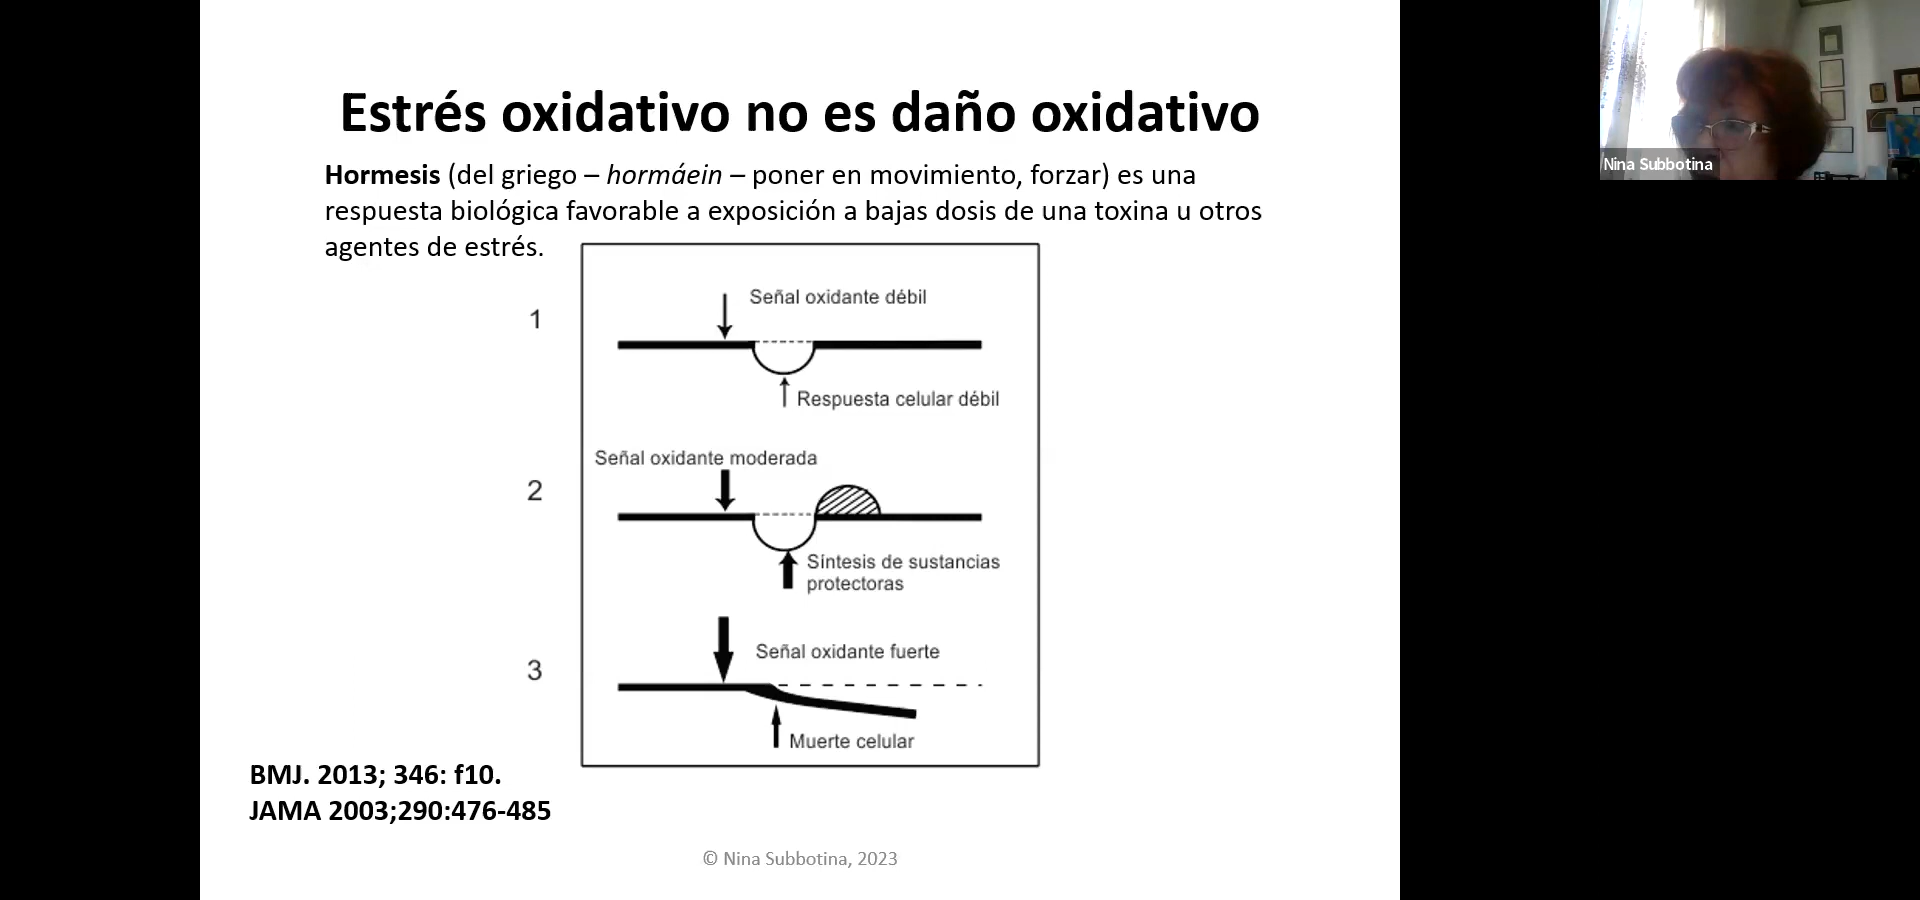 Estrés oxidativo no es daño oxidativo
Nina Subbotina
Hormesis (del griego – hormáein – poner en movimiento, forzar) es una
respuesta biológica favorable a exposición a bajas dosis de una toxina u otros
agentes de estrés.
1
Señal oxidante débil
Respuesta celular débil
Señal oxidante moderada
2
Síntesis de sustancias
protectoras
Señal oxidante fuerte
3
Muerte celular
BMJ. 2013; 346: f10.
JAMA 2003;290:476-485
© Nina Subbotina, 2023